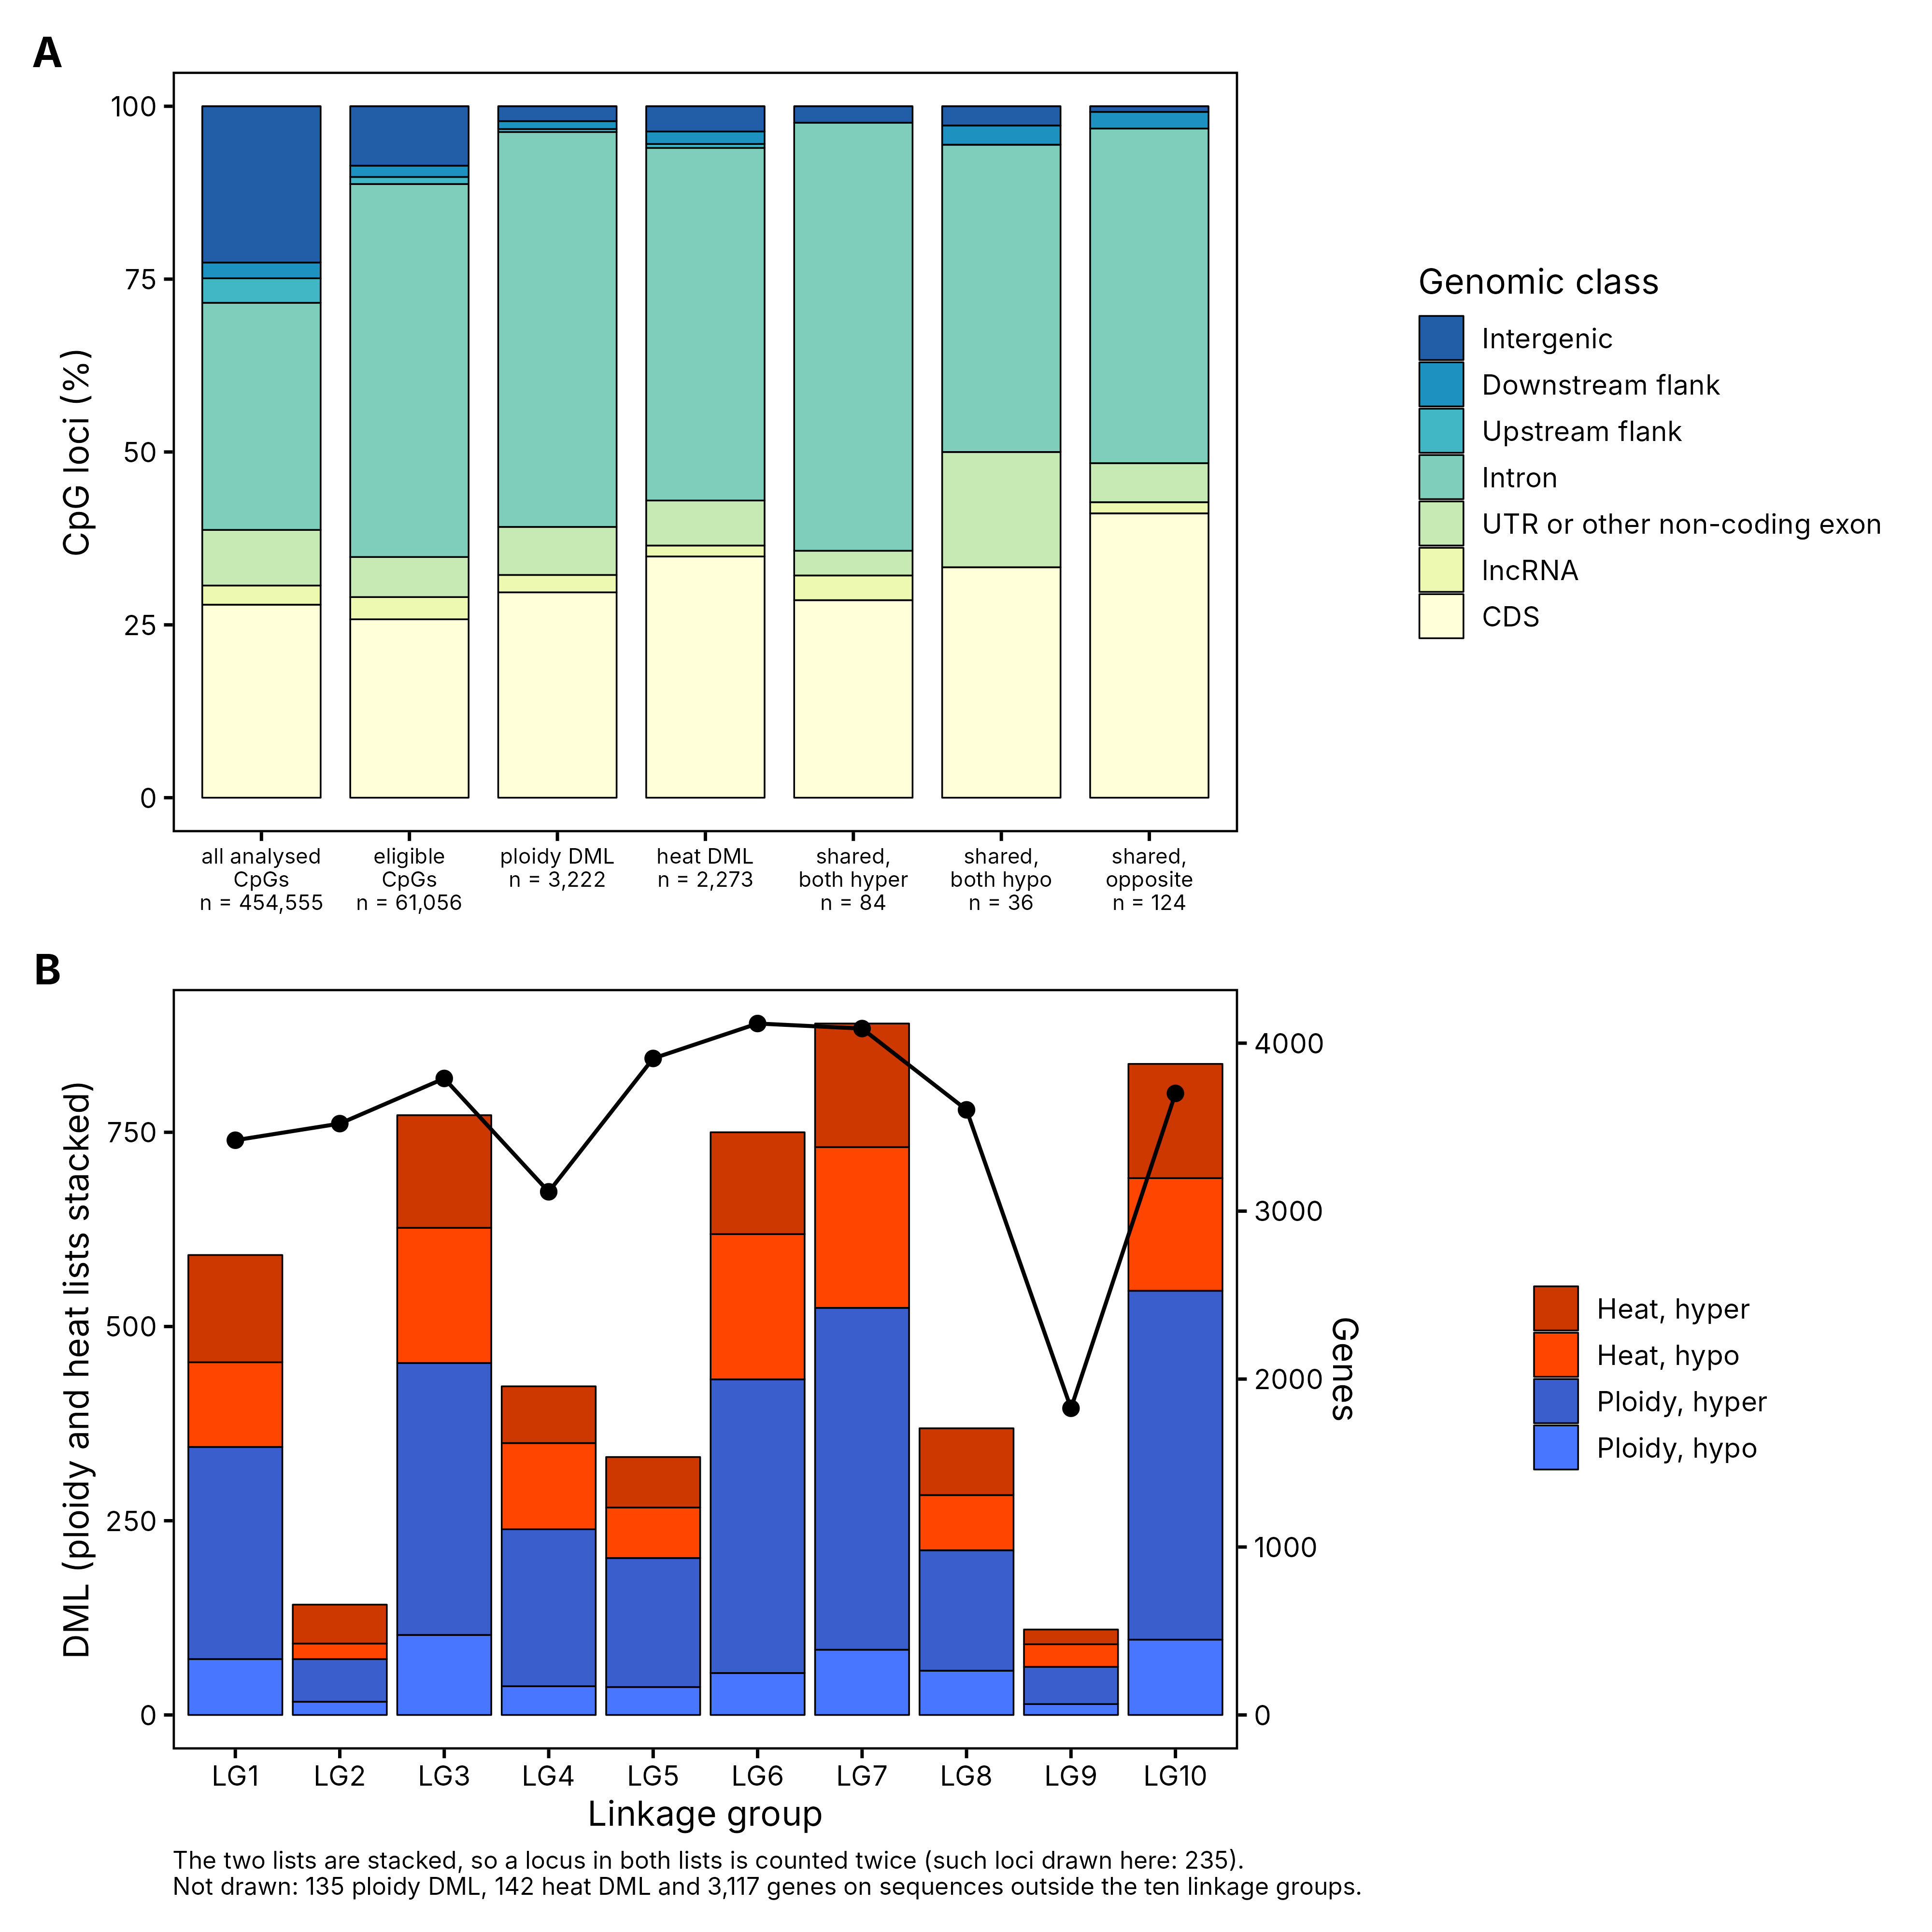 A
CpG loci (%)
100
75
50
25
0
all analysed
CpGs
n = 454,555
eligible
CpGs
n = 61,056
ploidy DML
n = 3,222
heat DML
n = 2,273
shared,
both hyper
n = 84
shared,
both hypo
n = 36
shared,
opposite
n = 124
Genomic class
Intergenic
Downstream flank
Upstream flank
Intron
UTR or other non-coding exon
lncRNA
CDS
B
DML (ploidy and heat lists stacked)
750
500
250
0
4000
3000
2000
1000
0
Genes
LG1
LG2
LG3
LG4
LG5
LG6
LG7
LG8
LG9
LG10
Linkage group
Heat, hyper
Heat, hypo
Ploidy, hyper
Ploidy, hypo
The two lists are stacked, so a locus in both lists is counted twice (such loci drawn here: 235).
Not drawn: 135 ploidy DML, 142 heat DML and 3,117 genes on sequences outside the ten linkage groups.